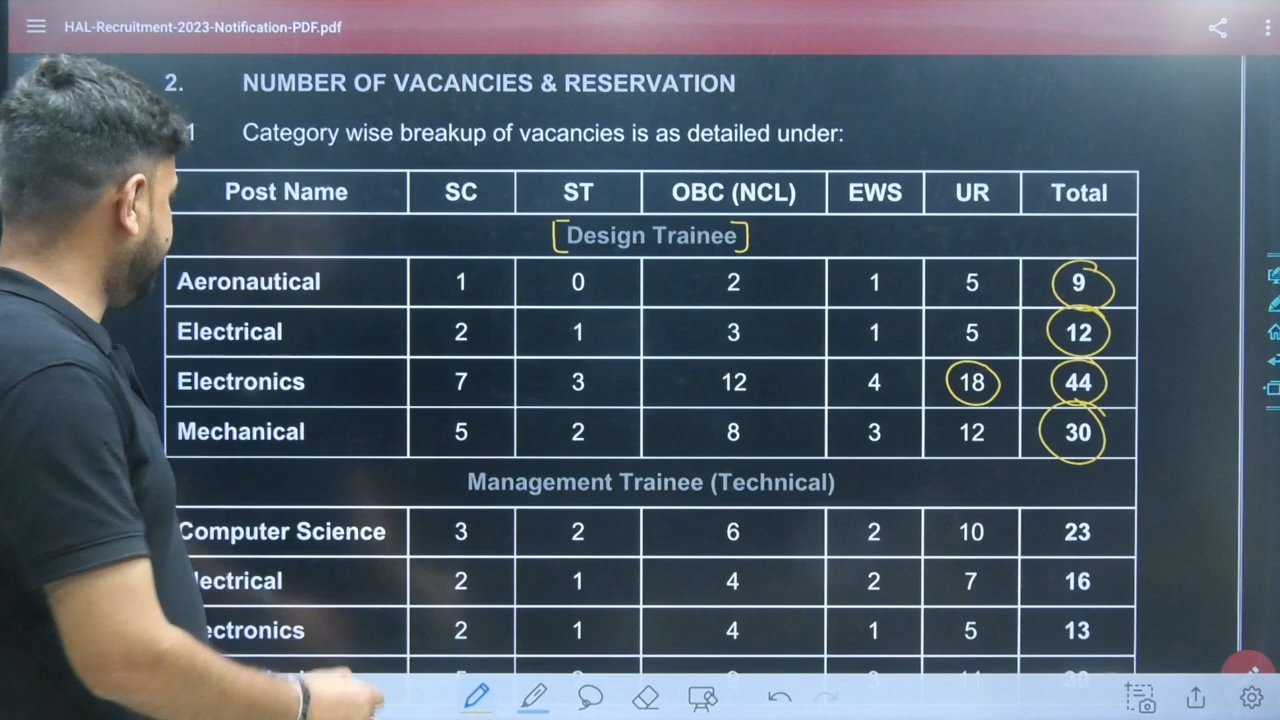 HAL-Recruitment-2023-Notification-PDF.pdf
2. NUMBER OF VACANCIES & RESERVATION
1 Category wise breakup of vacancies is as detailed under:
Post Name SC ST OBC (NCL) EWS UR Total
Design Trainee
Aeronautical 1 0 2 1 5 9
Electrical 2 1 3 1 5 12
Electronics 7 3 12 4 18 44
Mechanical 5 2 8 3 12 30
Management Trainee (Technical)
Computer Science 3 2 6 2 10 23
lectrical 2 1 4 2 7 16
ectronics 2 1 4 1 5 13